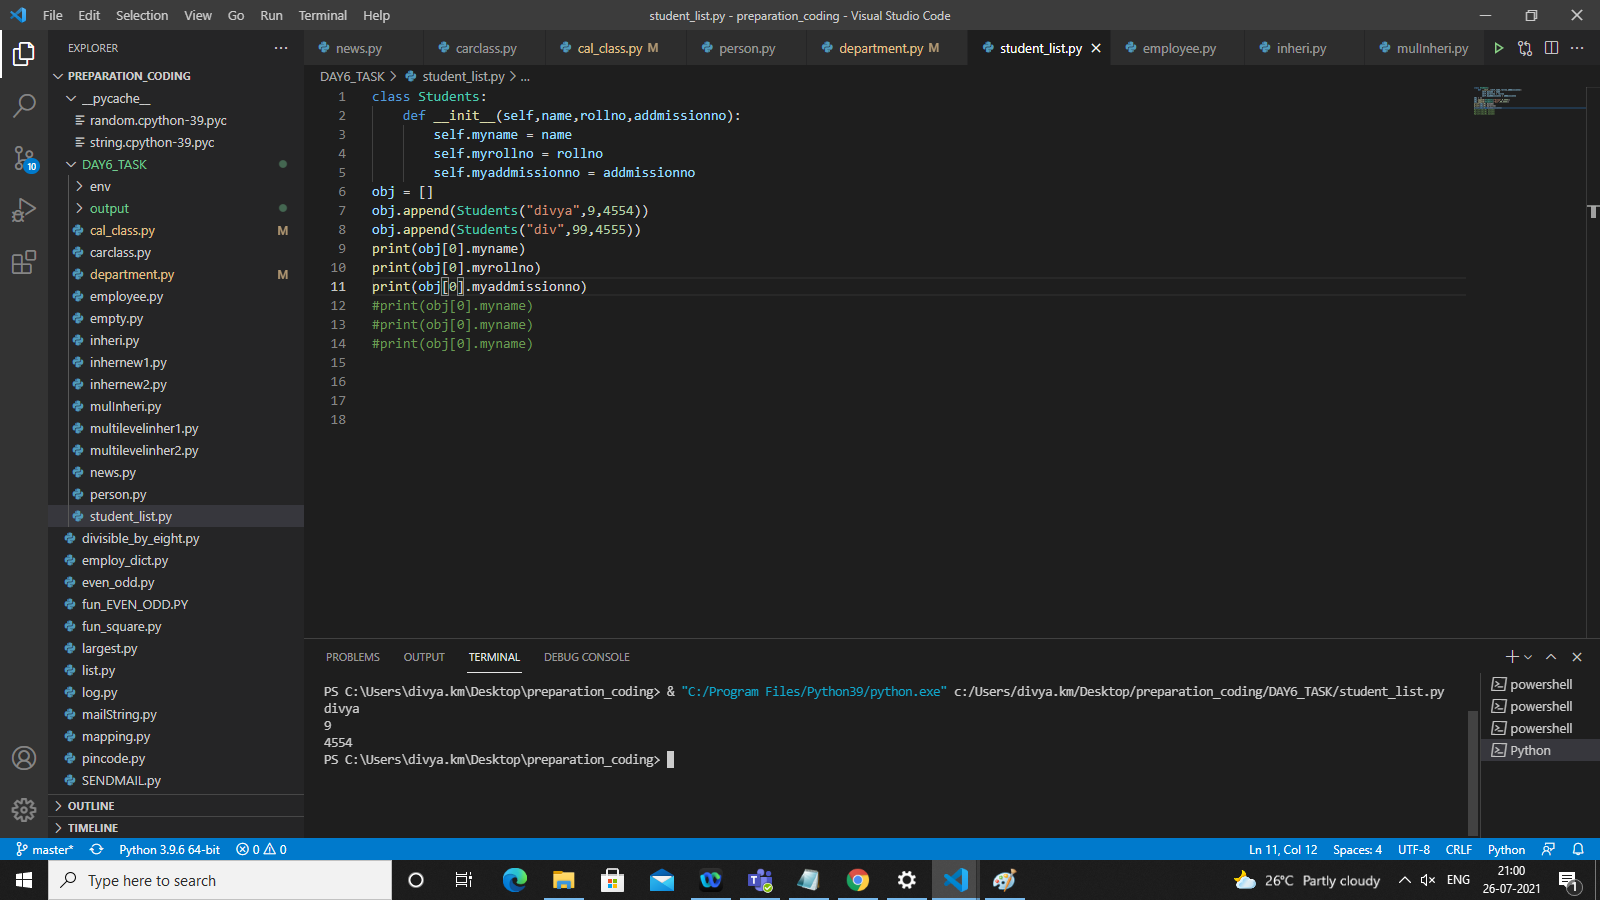 File Edit Selection View Go Run Terminal Help student_list.py - preparation_coding - Visual Studio Code
EXPLORER
news.py carclass.py cal_class.py M person.py department.py M student_list.py employee.py inheri.py mulInheri.py
PREPARATION_CODING
__pycache__
random.cpython-39.pyc
string.cpython-39.pyc
DAY6_TASK
env
output
cal_class.py M
carclass.py
department.py M
employee.py
empty.py
inheri.py
inhernew1.py
inhernew2.py
mulInheri.py
multilevelinher1.py
multilevelinher2.py
news.py
person.py
student_list.py
divisible_by_eight.py
employ_dict.py
even_odd.py
fun_EVEN_ODD.PY
fun_square.py
largest.py
list.py
log.py
mailString.py
mapping.py
pincode.py
SENDMAIL.py
OUTLINE
TIMELINE
10
DAY6_TASK > student_list.py > ...
1 class Students:
2 def __init__(self,name,rollno,addmissionno):
3 self.myname = name
4 self.myrollno = rollno
5 self.myaddmissionno = addmissionno
6 obj = []
7 obj.append(Students("divya",9,4554))
8 obj.append(Students("div",99,4555))
9 print(obj[0].myname)
10 print(obj[0].myrollno)
11 print(obj[0].myaddmissionno)
12 #print(obj[0].myname)
13 #print(obj[0].myname)
14 #print(obj[0].myname)
15
16
17
18
PROBLEMS OUTPUT TERMINAL DEBUG CONSOLE
PS C:\Users\divya.km\Desktop\preparation_coding> & "C:/Program Files/Python39/python.exe" c:/Users/divya.km/Desktop/preparation_coding/DAY6_TASK/student_list.py
divya
9
4554
PS C:\Users\divya.km\Desktop\preparation_coding>
powershell
powershell
powershell
Python
master* Python 3.9.6 64-bit 0 0 Ln 11, Col 12 Spaces: 4 UTF-8 CRLF Python
Type here to search 26°C Partly cloudy ENG 21:00
26-07-2021 1